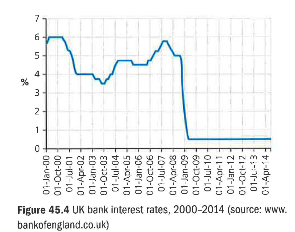 7
6
5
4
3
2
1
0
%
01-Jan-00
01-Oct-00
01-Jul-01
01-Apr-02
01-Jan-03
01-Oct-03
01-Jul-04
01-Apr-05
01-Jan-06
01-Oct-06
01-Jul-07
01-Apr-08
01-Jan-09
01-Oct-09
01-Jul-10
01-Apr-11
01-Jan-12
01-Oct-12
01-Jul-13
01-Apr-14
Figure 45.4 UK bank interest rates, 2000–2014 (source: www.
bankofengland.co.uk)